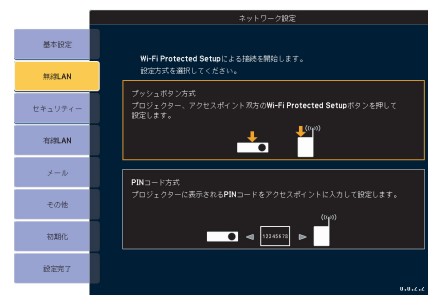 ネットワーク設定
基本設定
無線LAN
セキュリティー
有線LAN
メール
その他
初期化
設定完了
Wi-Fi Protected Setupによる接続を開始します。
設定方式を選択してください。
プッシュボタン方式
プロジェクター、アクセスポイント双方のWi-Fi Protected Setupボタンを押して
設定します。
PINコード方式
プロジェクターに表示されるPINコードをアクセスポイントに入力して設定します。
12345678